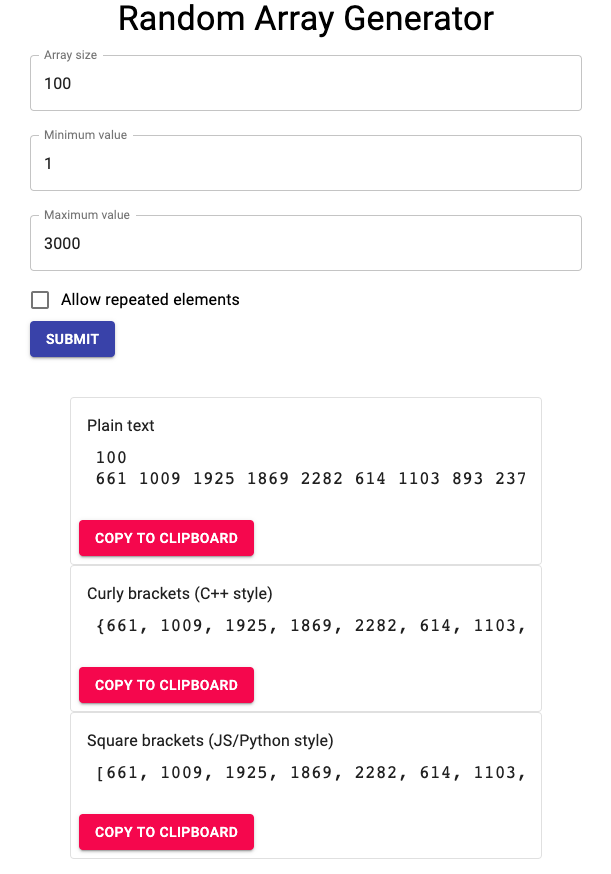 Random Array Generator
Array size
100
Minimum value
1
Maximum value
3000
Allow repeated elements
SUBMIT
Plain text
100
661 1009 1925 1869 2282 614 1103 893 237
COPY TO CLIPBOARD
Curly brackets (C++ style)
{661, 1009, 1925, 1869, 2282, 614, 1103,
COPY TO CLIPBOARD
Square brackets (JS/Python style)
[661, 1009, 1925, 1869, 2282, 614, 1103,
COPY TO CLIPBOARD